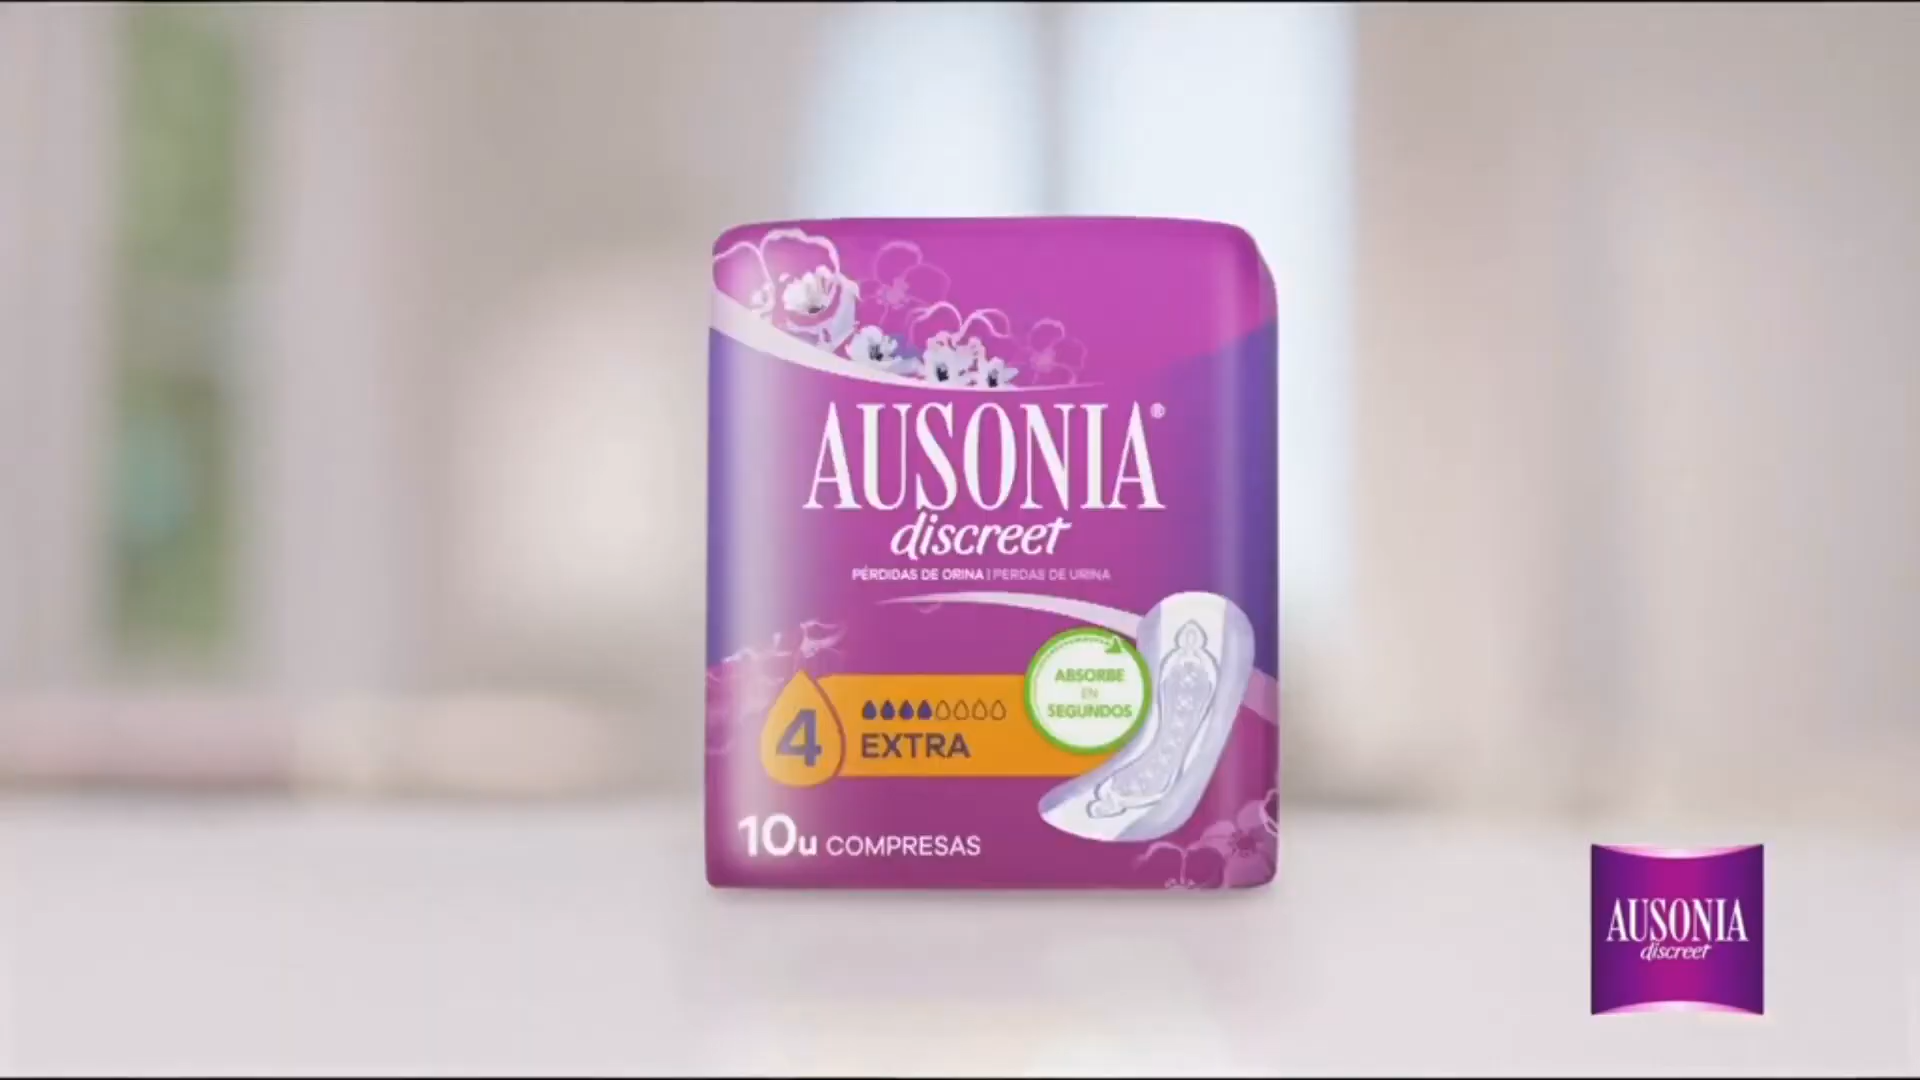 AUSONIA®
discreet
PÉRDIDAS DE ORINA | PERDAS DE URINA
ABSORBE
EN
SEGUNDOS
4
EXTRA
10u COMPRESAS
AUSONIA
discreet